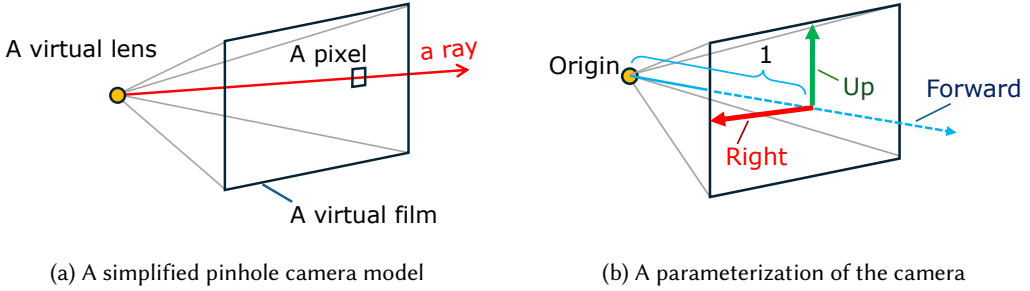 A virtual lens
A pixel
a ray
A virtual film
(a) A simplified pinhole camera model
Origin
1
Up
Forward
Right
(b) A parameterization of the camera